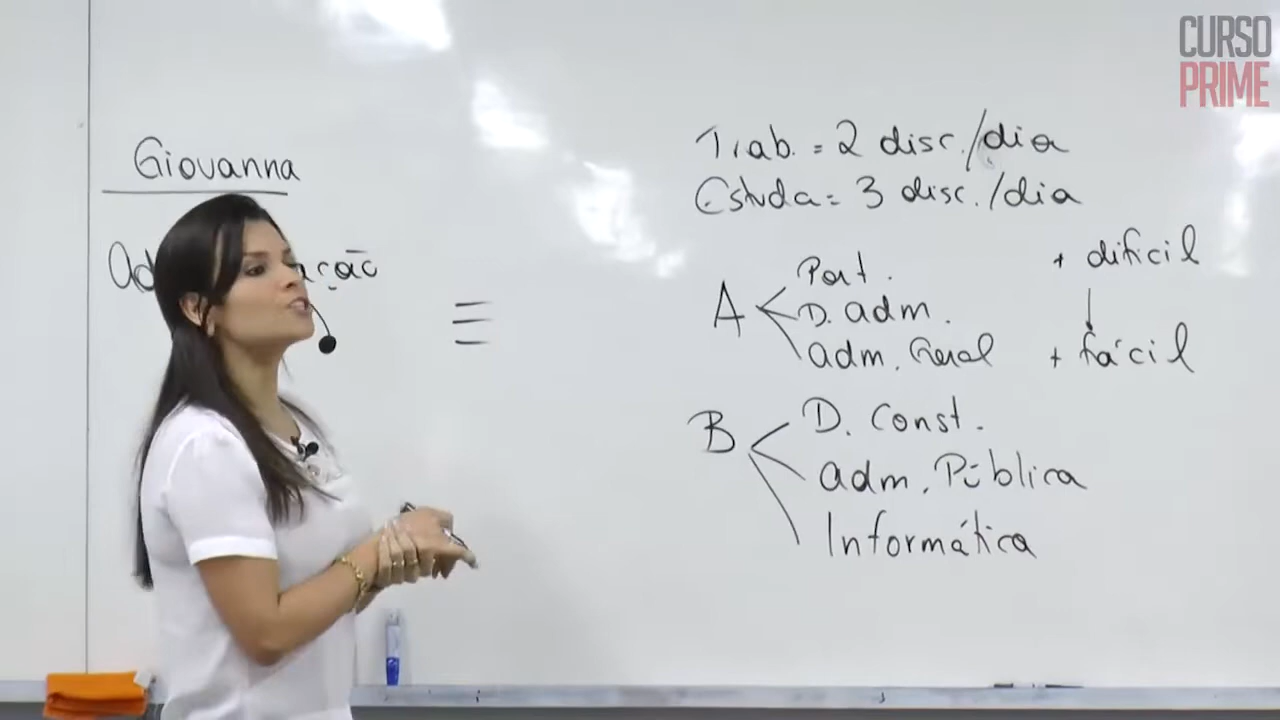 CURSO
PRIME
Giovanna
Trab. = 2 disc./dia
Estuda = 3 disc./dia
A
Port.
D. adm.
adm. Geral
+ difícil
+ fácil
B
D. Const.
adm. Pública
Informática